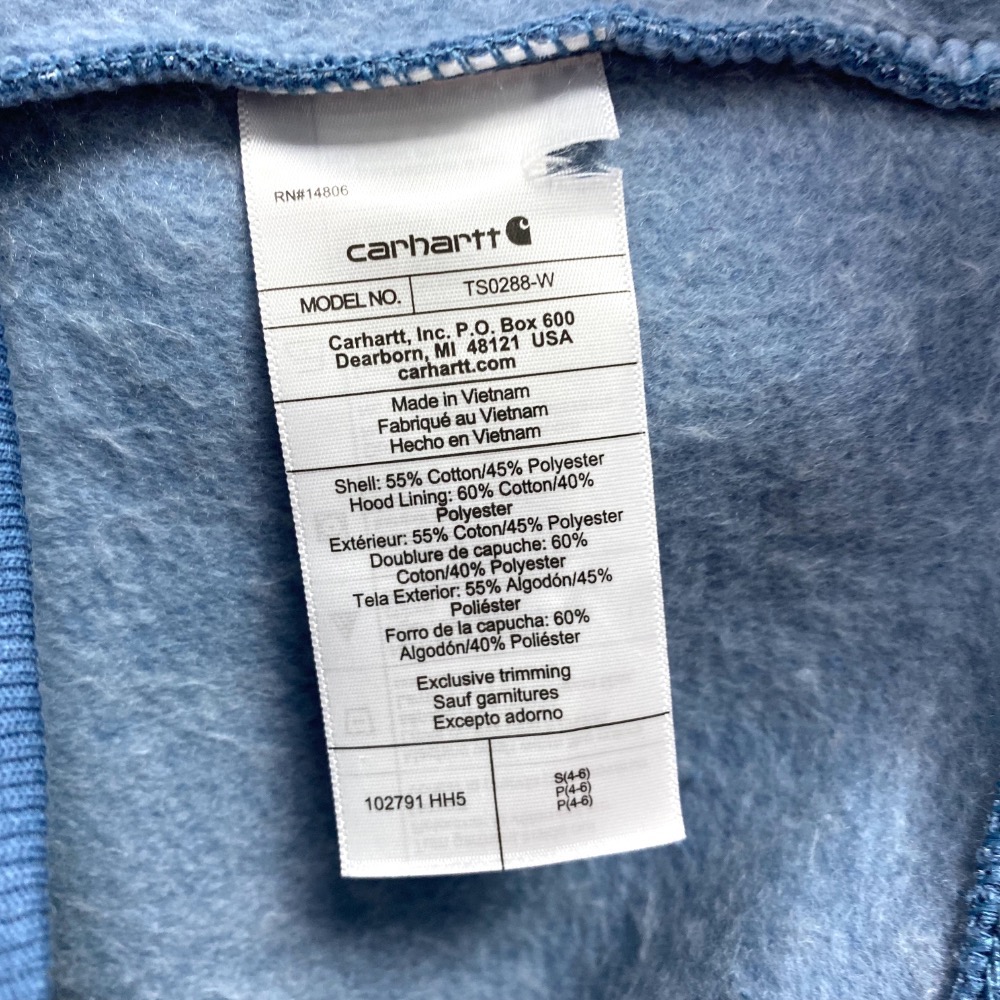 RN#14806
carhartt
MODEL NO. TS0288-W
Carhartt, Inc. P.O. Box 600
Dearborn, MI 48121 USA
carhartt.com
Made in Vietnam
Fabriqué au Vietnam
Hecho en Vietnam
Shell: 55% Cotton/45% Polyester
Hood Lining: 60% Cotton/40%
Polyester
Extérieur: 55% Coton/45% Polyester
Doublure de capuche: 60%
Coton/40% Polyester
Tela Exterior: 55% Algodón/45%
Poliéster
Forro de la capucha: 60%
Algodón/40% Poliéster
Exclusive trimming
Sauf garnitures
Excepto adorno
102791 HH5
S(4-6)
P(4-6)
P(4-6)